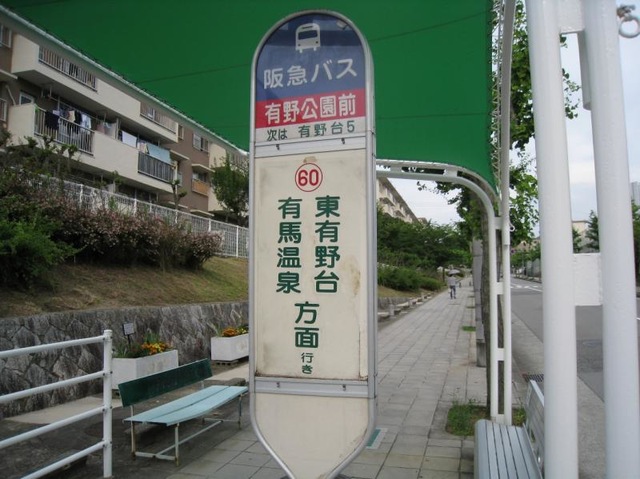 阪急バス
有野公園前
次は 有野台5
60
東有野台
有馬温泉
方面
行き